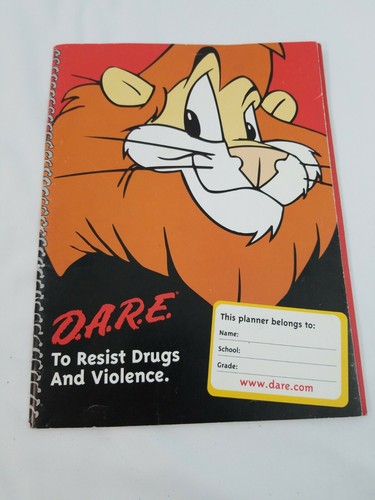 D.A.R.E.®
To Resist Drugs
And Violence.
This planner belongs to:
Name:
School:
Grade:
www.dare.com